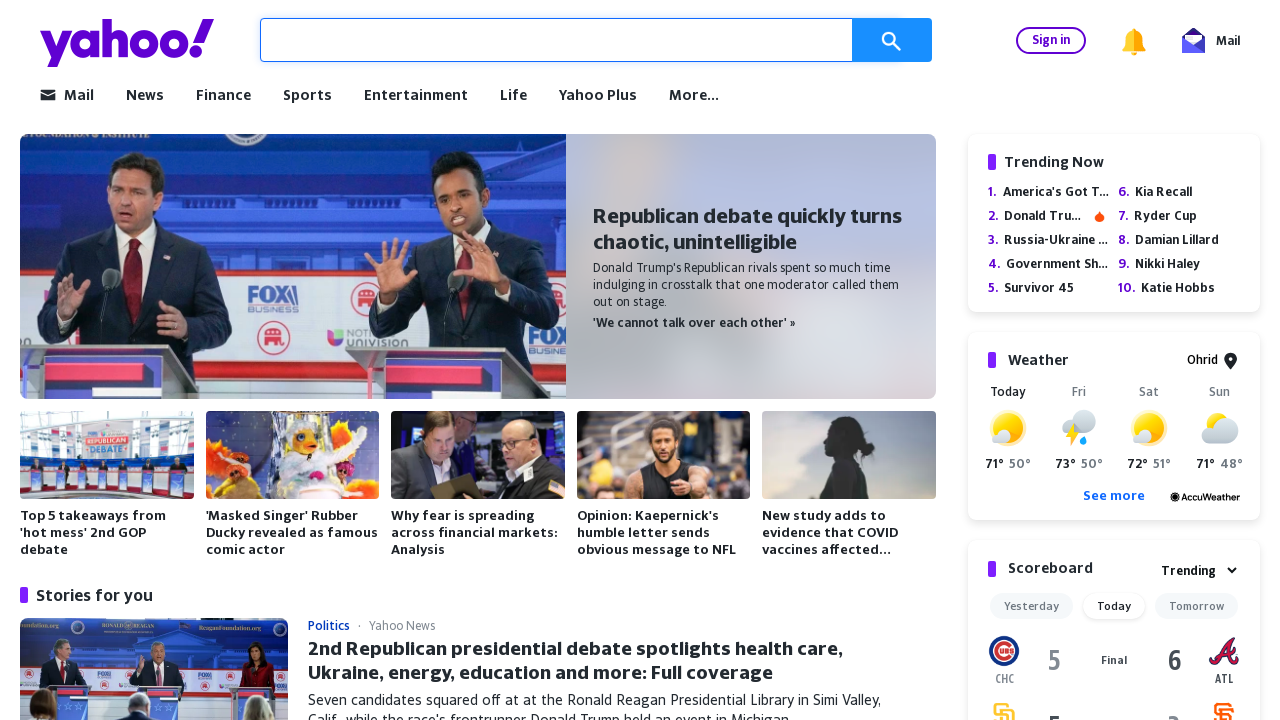 yahoo!
Sign in
Mail
Mail
News
Finance
Sports
Entertainment
Life
Yahoo Plus
More...
FOX
BUSINESS
Republican debate quickly turns
chaotic, unintelligible
Donald Trump's Republican rivals spent so much time
indulging in crosstalk that one moderator called them
out on stage.
'We cannot talk over each other' »
Top 5 takeaways from
'hot mess' 2nd GOP
debate
'Masked Singer' Rubber
Ducky revealed as famous
comic actor
Why fear is spreading
across financial markets:
Analysis
Opinion: Kaepernick's
humble letter sends
obvious message to NFL
New study adds to
evidence that COVID
vaccines affected...
Stories for you
Politics · Yahoo News
2nd Republican presidential debate spotlights health care,
Ukraine, energy, education and more: Full coverage
Seven candidates squared off at at the Ronald Reagan Presidential Library in Simi Valley,
Calif., while the race's frontrunner Donald Trump held an event in Michigan.
Trending Now
1. America's Got T...
2. Donald Tru...
3. Russia-Ukraine ...
4. Government Sh...
5. Survivor 45
6. Kia Recall
7. Ryder Cup
8. Damian Lillard
9. Nikki Haley
10. Katie Hobbs
Weather
Ohrid
Today
Fri
Sat
Sun
71° 50°
73° 50°
72° 51°
71° 48°
See more
AccuWeather
Scoreboard
Trending
Yesterday
Today
Tomorrow
CHC
5
Final
6
ATL